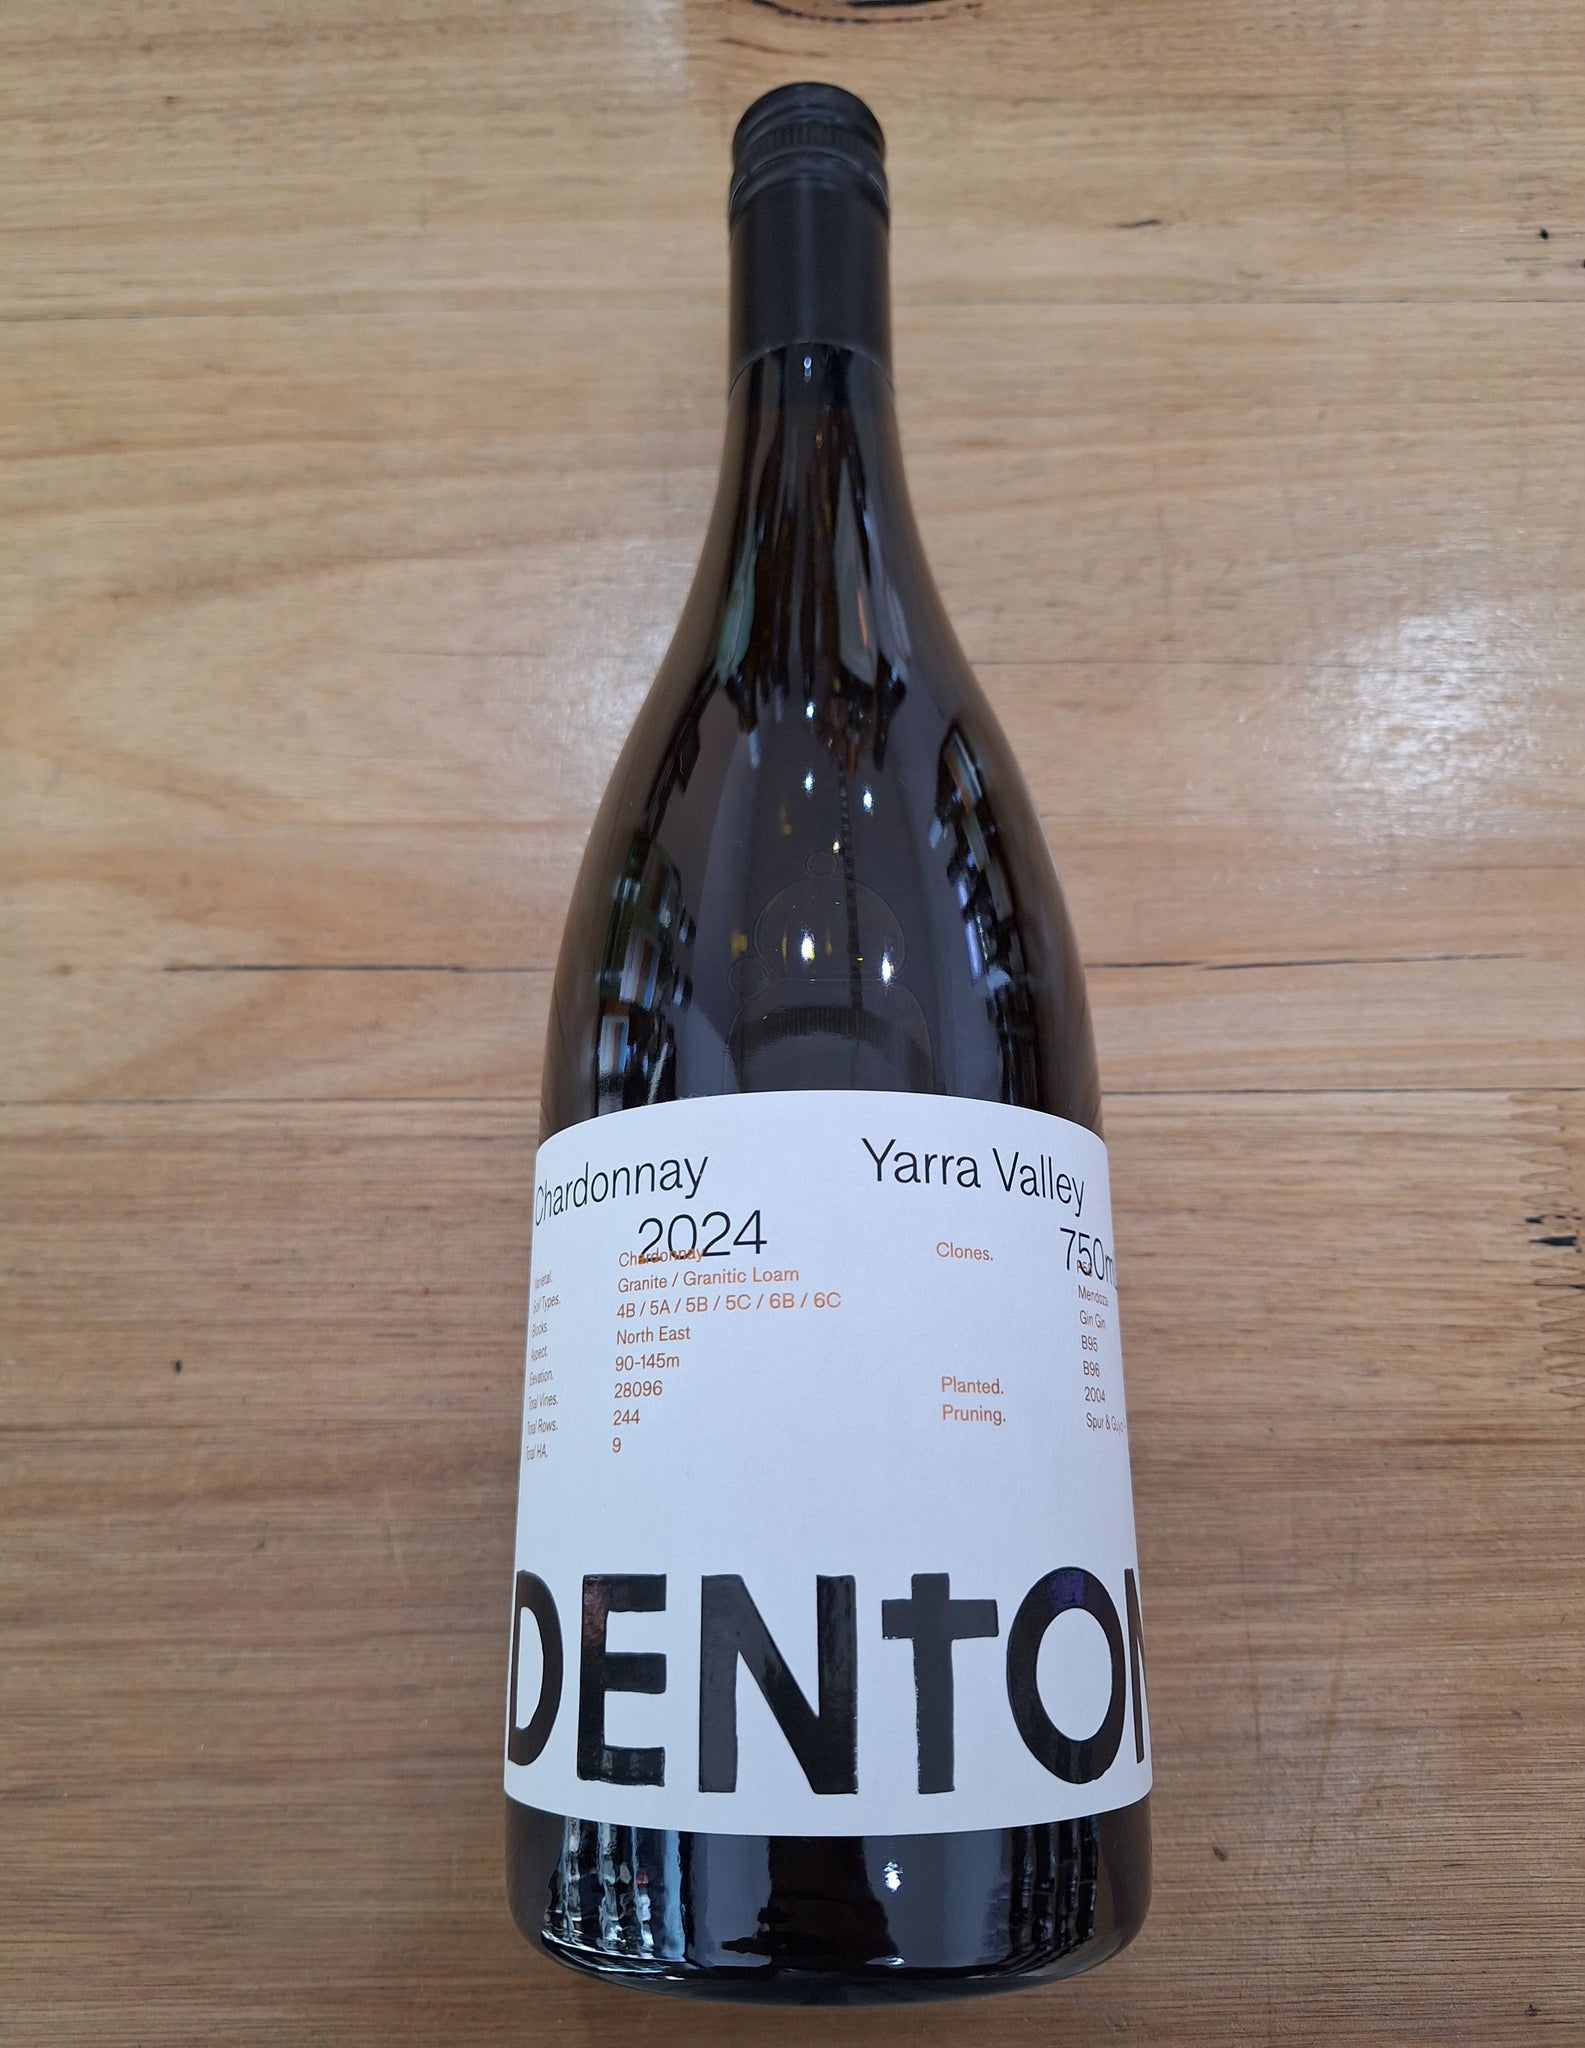 Chardonnay
Yarra Valley
2024
750mL
Varietal. Chardonnay
Soil Types. Granite / Granitic Loam
Blocks. 4B / 5A / 5B / 5C / 6B / 6C
Aspect. North East
Elevation. 90-145m
Total Vines. 28096
Total Rows. 244
Total HA. 9
Clones.
Mendoza
Gin Gin
B95
B96
Planted. 2004
Pruning. Spur &
DENTON